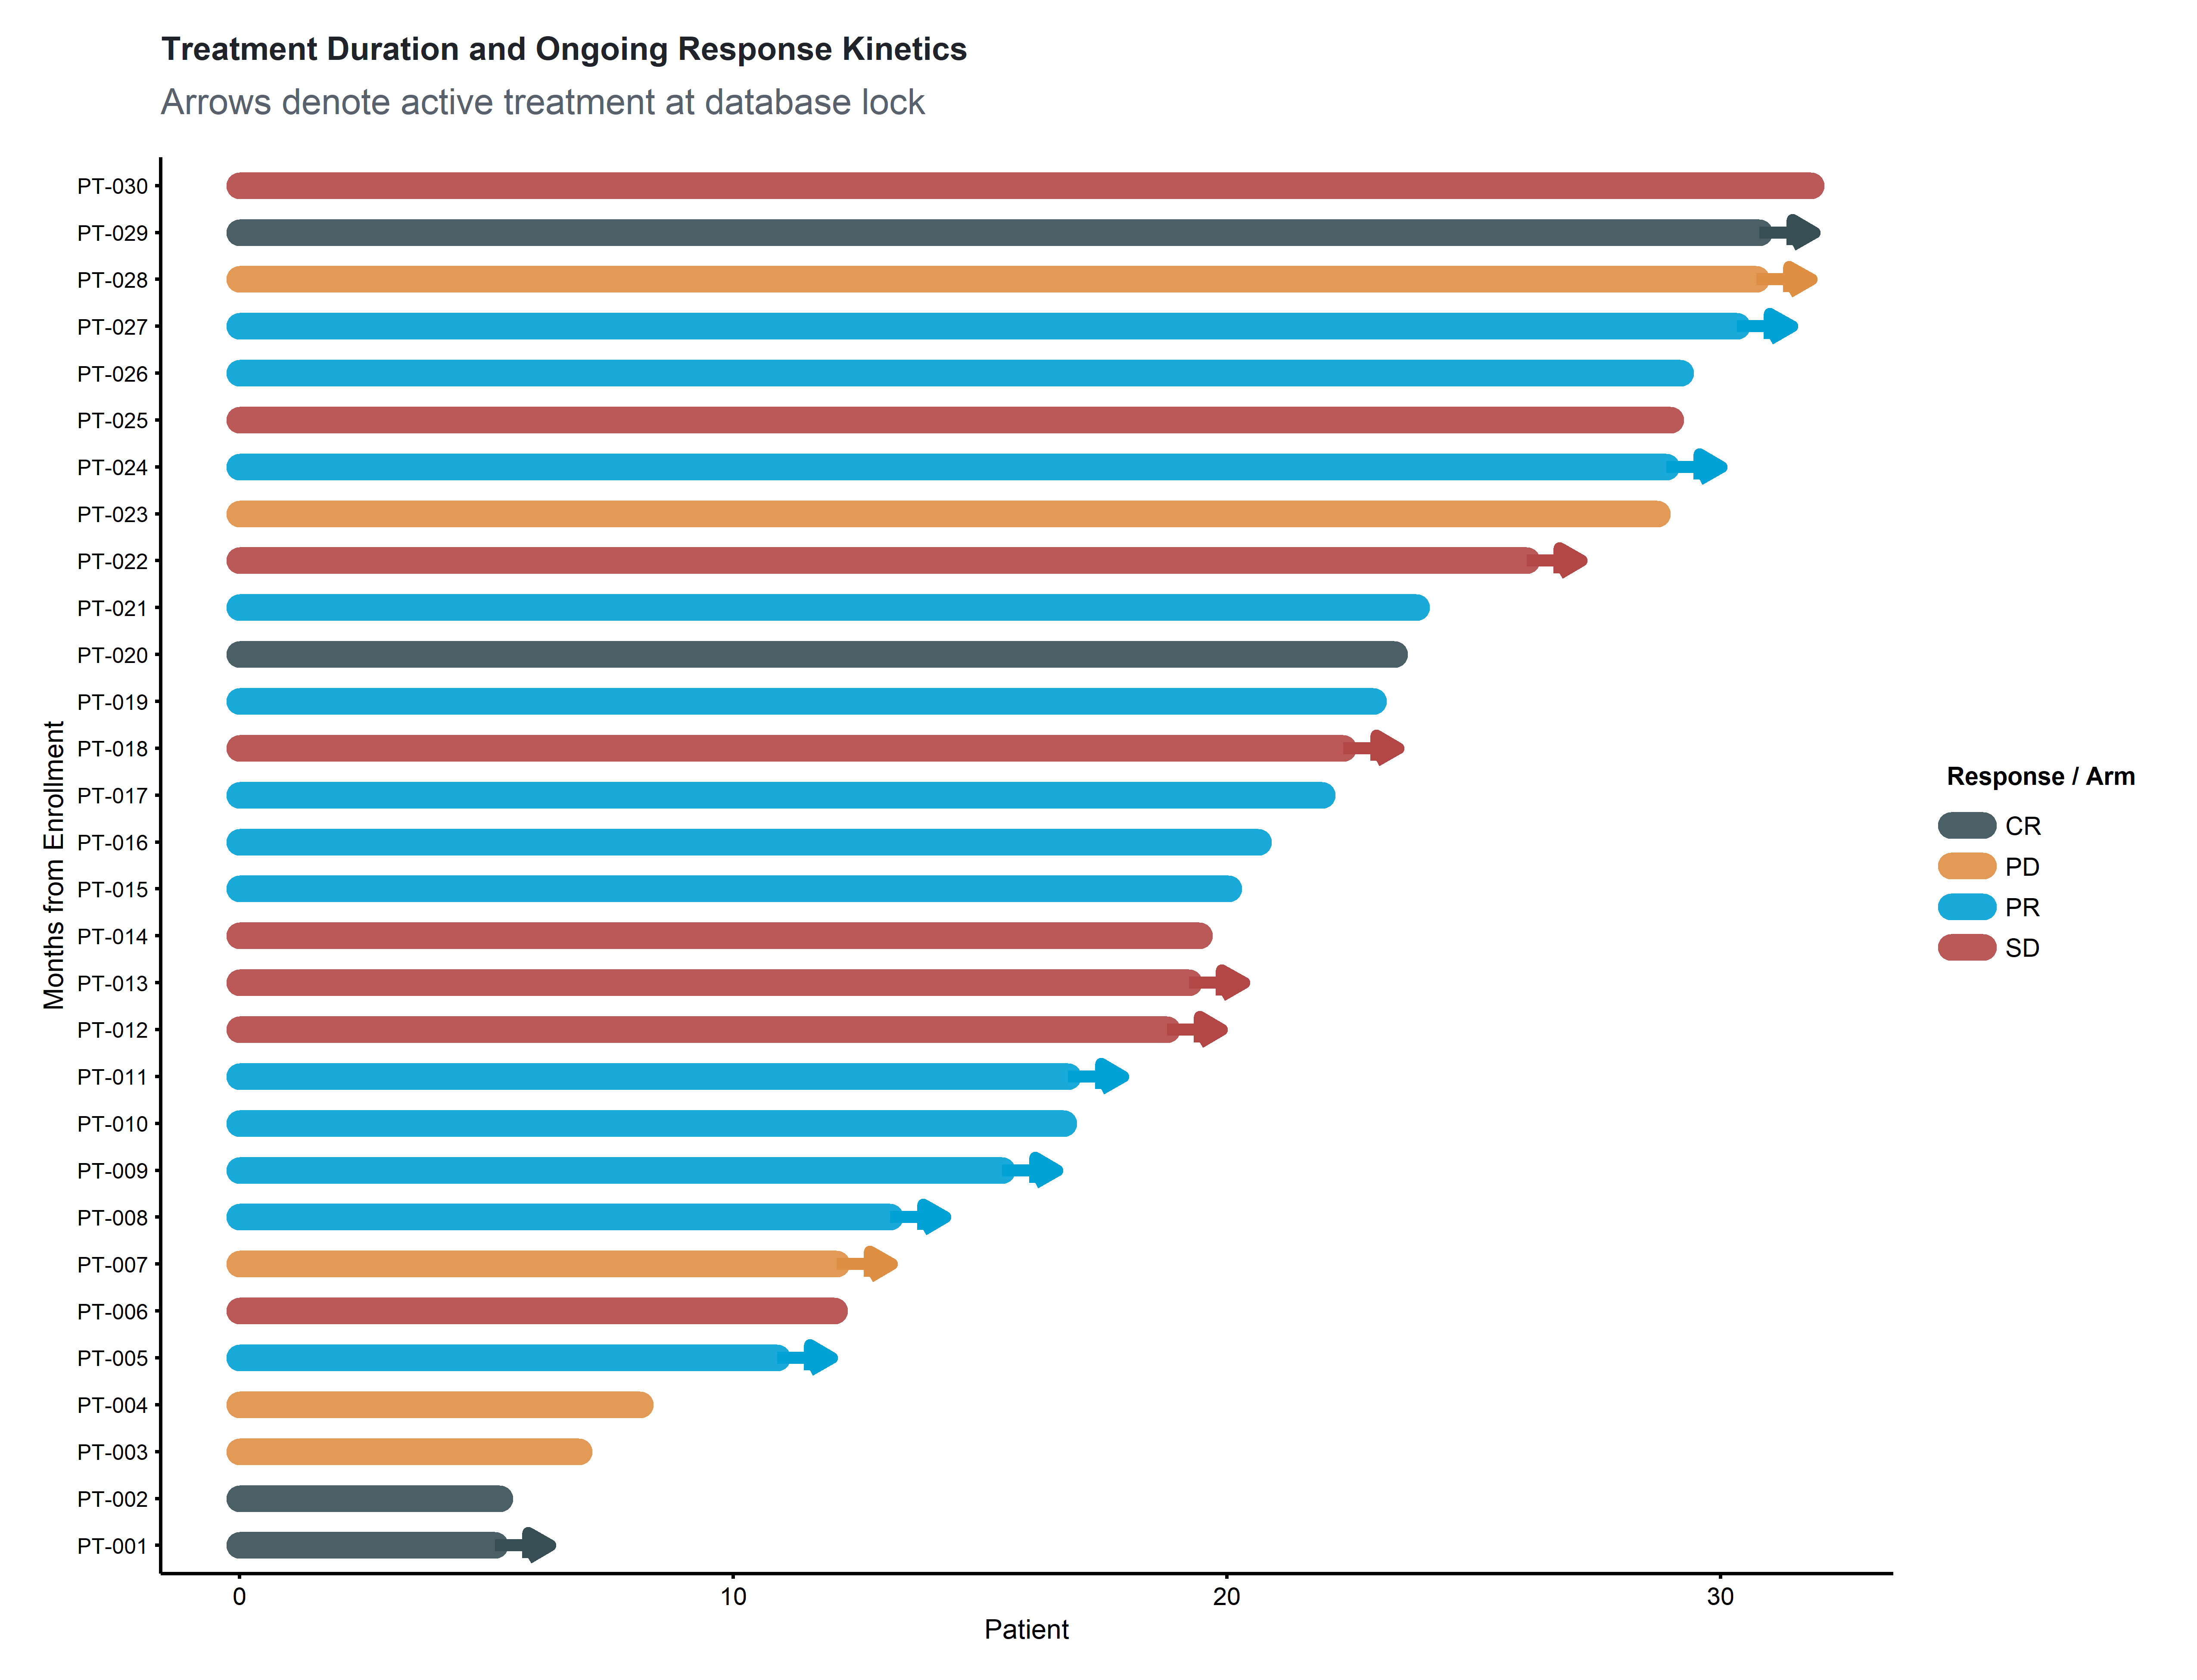 Treatment Duration and Ongoing Response Kinetics
Arrows denote active treatment at database lock
Months from Enrollment
PT-030
PT-029
PT-028
PT-027
PT-026
PT-025
PT-024
PT-023
PT-022
PT-021
PT-020
PT-019
PT-018
PT-017
PT-016
PT-015
PT-014
PT-013
PT-012
PT-011
PT-010
PT-009
PT-008
PT-007
PT-006
PT-005
PT-004
PT-003
PT-002
PT-001
0 10 20 30
Patient
Response / Arm
CR
PD
PR
SD